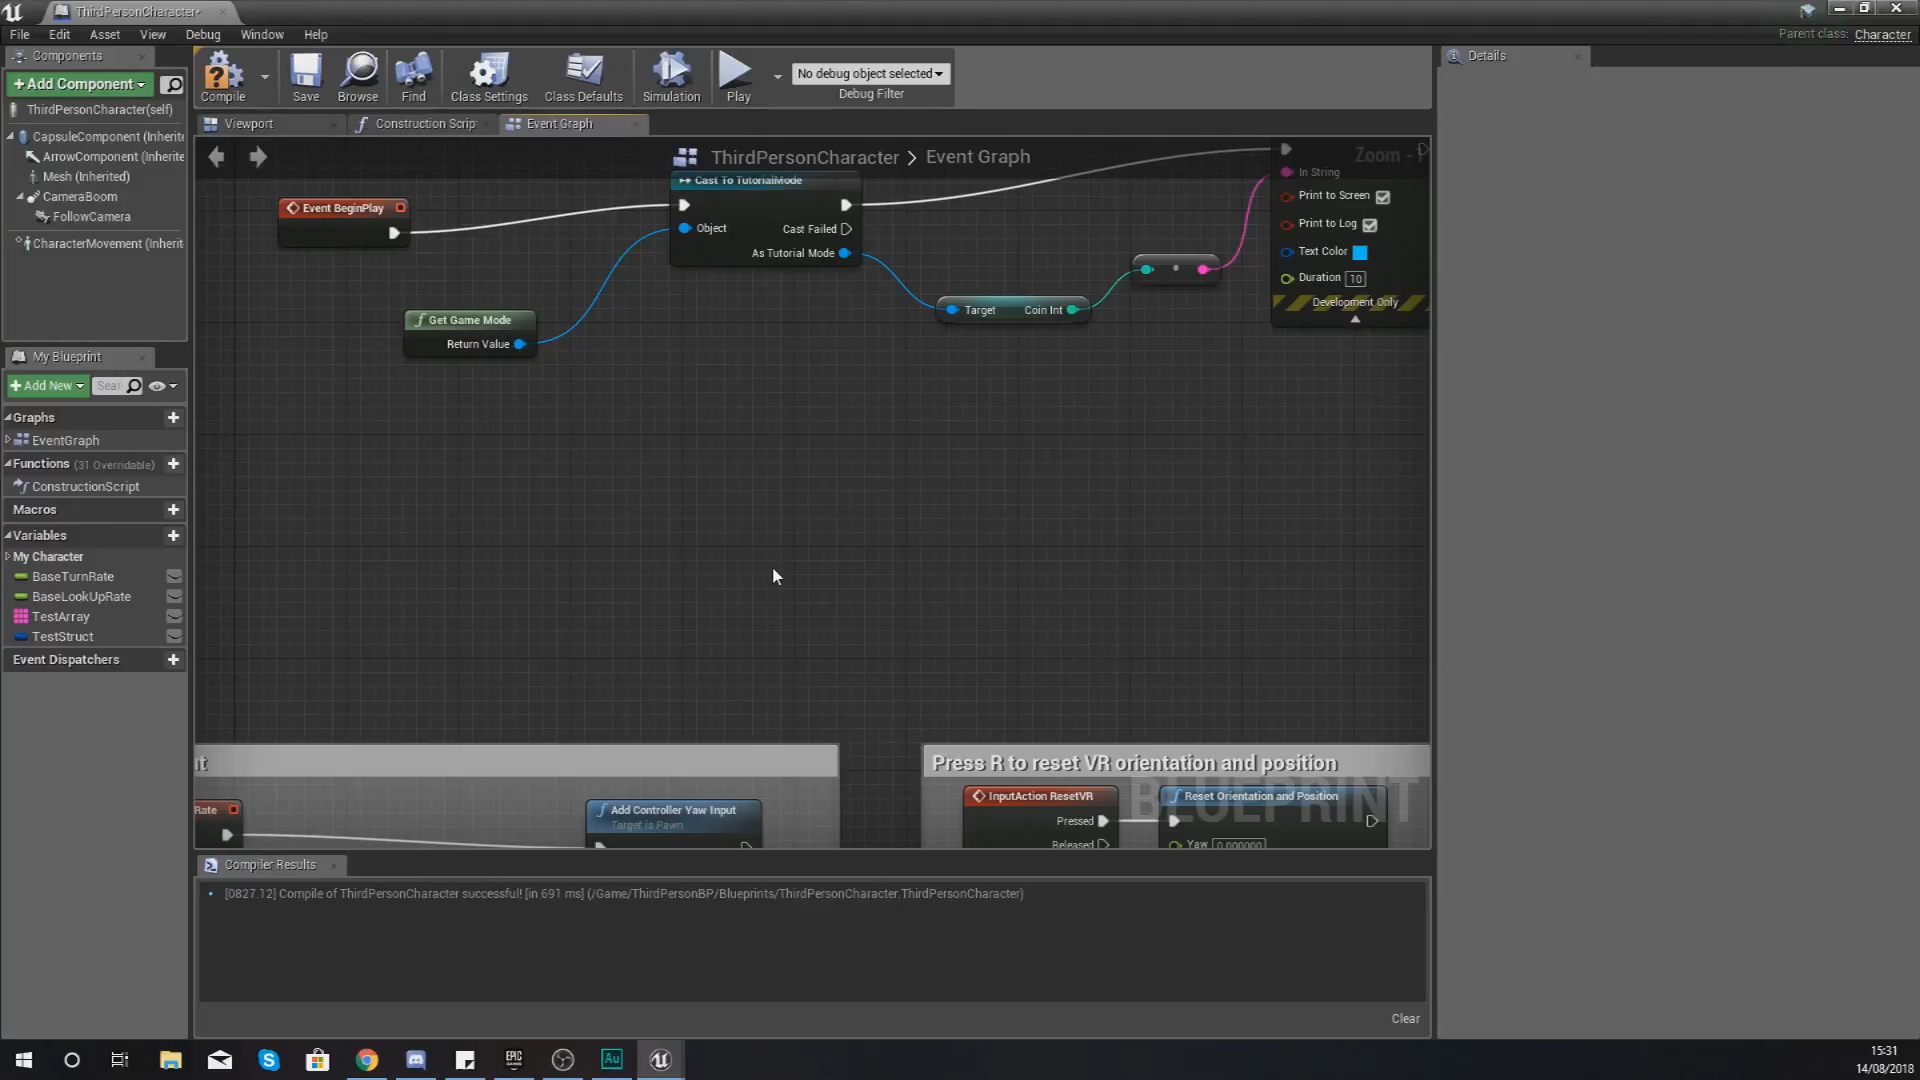 ThirdPersonCharacter*
File Edit Asset View Debug Window Help
Parent class: Character
Components
+Add Component
ThirdPersonCharacter(self)
CapsuleComponent (Inherite
ArrowComponent (Inherite
Mesh (Inherited)
CameraBoom
FollowCamera
CharacterMovement (Inherit
My Blueprint
+Add New
Sear
Graphs
EventGraph
Functions (31 Overridable)
ConstructionScript
Macros
Variables
My Character
BaseTurnRate
BaseLookUpRate
TestArray
TestStruct
Event Dispatchers
Compile
Save
Browse
Find
Class Settings
Class Defaults
Simulation
Play
No debug object selected
Debug Filter
Viewport
Construction Scrip
Event Graph
ThirdPersonCharacter > Event Graph
Zoom -
Event BeginPlay
Cast To TutorialMode
Object
Cast Failed
As Tutorial Mode
Get Game Mode
Return Value
Target
Coin Int
In String
Print to Screen
Print to Log
Text Color
Duration 10
Development Only
nt
Rate
Add Controller Yaw Input
Target is Pawn
Press R to reset VR orientation and position
BLUEPRINT
InputAction ResetVR
Pressed
Released
Reset Orientation and Position
Yaw 0.000000
Compiler Results
[0827.12] Compile of ThirdPersonCharacter successful! [in 691 ms] (/Game/ThirdPersonBP/Blueprints/ThirdPersonCharacter.ThirdPersonCharacter)
Clear
Details
EPIC
GAMES
Au
15:31
14/08/2018